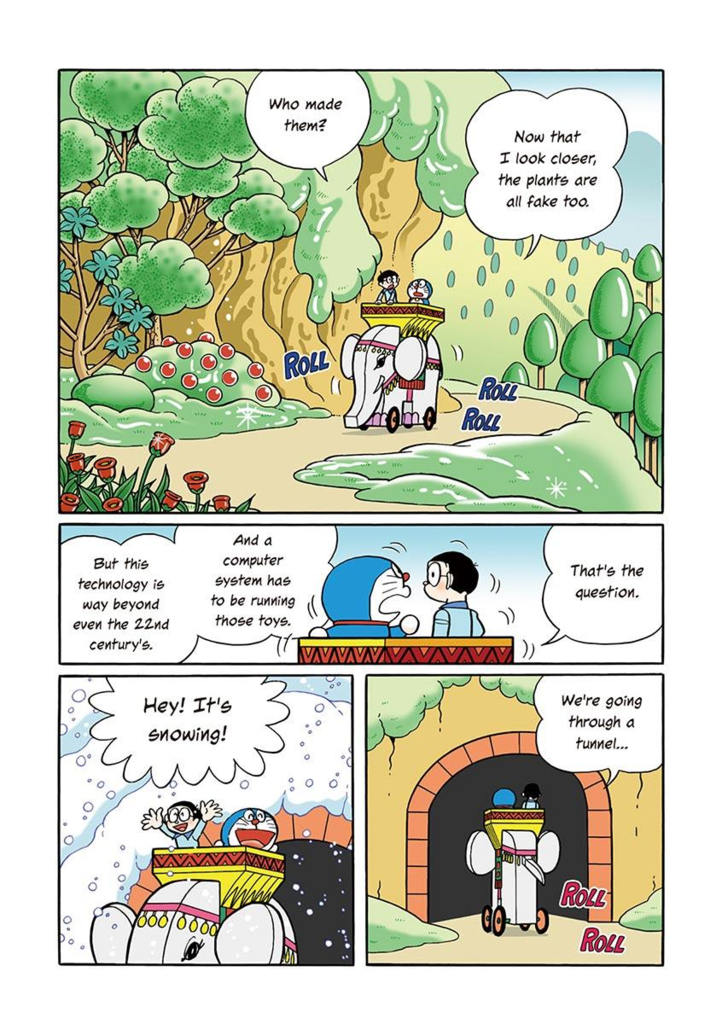 Now that
I look closer,
the plants are
all fake too.
Who made
them?
ROLL
ROLL
ROLL
That's the
question.
And a
computer
system has
to be running
those toys.
But this
technology is
way beyond
even the 22nd
century's.
We're going
through a
tunnel...
ROLL
ROLL
Hey! It's
snowing!